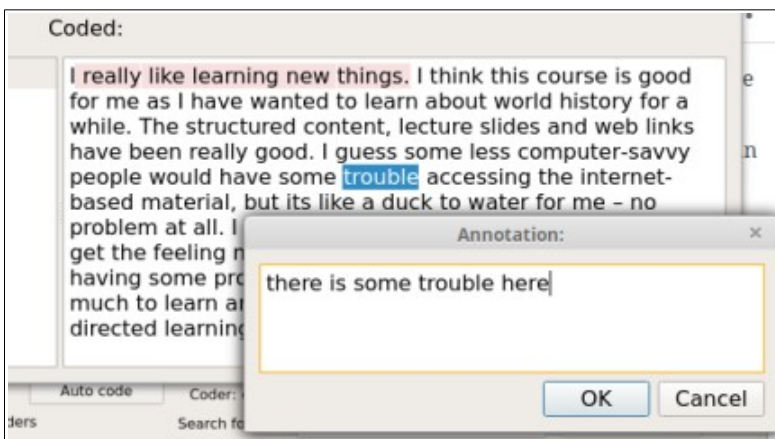 Coded:
I really like learning new things. I think this course is good
for me as I have wanted to learn about world history for a
while. The structured content, lecture slides and web links
have been really good. I guess some less computer-savvy
people would have some trouble accessing the internet-
based material, but its like a duck to water for me – no
problem at all. I
get the feeling
having some
much to learn
directed learning
Annotation:
there is some trouble here
OK Cancel
Auto code Coder:
Search